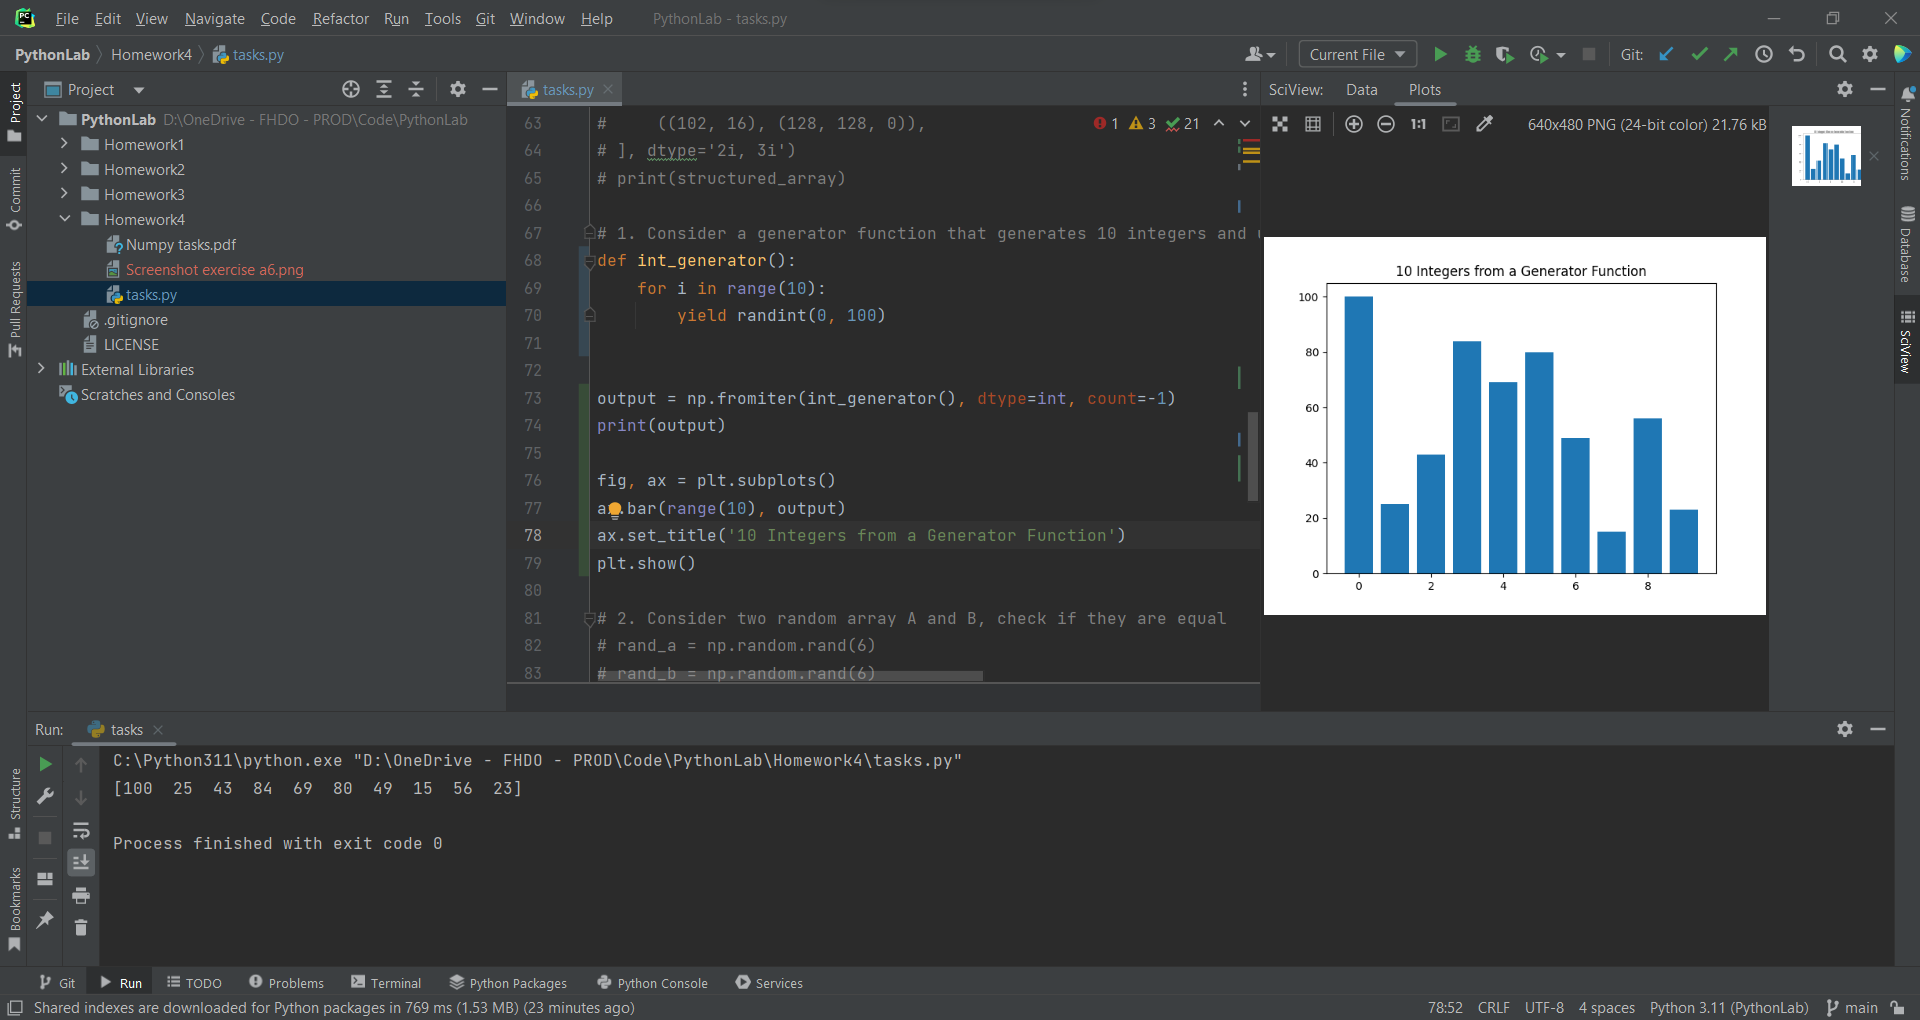 PC File Edit View Navigate Code Refactor Run Tools Git Window Help PythonLab - tasks.py
PythonLab Homework4 tasks.py Current File Git:
Project
Commit
Pull Requests
Structure
Bookmarks
Project
PythonLab D:\OneDrive - FHDO - PROD\Code\PythonLab
Homework1
Homework2
Homework3
Homework4
Numpy tasks.pdf
Screenshot exercise a6.png
tasks.py
.gitignore
LICENSE
External Libraries
Scratches and Consoles
tasks.py
1 3 21
63 # ((102, 16), (128, 128, 0)),
64 # ], dtype='2i, 3i')
65 # print(structured_array)
66
67 # 1. Consider a generator function that generates 10 integers and
68 def int_generator():
69 for i in range(10):
70 yield randint(0, 100)
71
72
73 output = np.fromiter(int_generator(), dtype=int, count=-1)
74 print(output)
75
76 fig, ax = plt.subplots()
77 ax.bar(range(10), output)
78 ax.set_title('10 Integers from a Generator Function')
79 plt.show()
80
81 # 2. Consider two random array A and B, check if they are equal
82 # rand_a = np.random.rand(6)
83 # rand_b = np.random.rand(6)
SciView: Data Plots
1:1 640x480 PNG (24-bit color) 21.76 kB
10 Integers from a Generator Function
100
80
60
40
20
0
0 2 4 6 8
Notifications
Database
SciView
Run: tasks
C:\Python311\python.exe "D:\OneDrive - FHDO - PROD\Code\PythonLab\Homework4\tasks.py"
[100 25 43 84 69 80 49 15 56 23]
Process finished with exit code 0
Git Run TODO Problems Terminal Python Packages Python Console Services
Shared indexes are downloaded for Python packages in 769 ms (1.53 MB) (23 minutes ago) 78:52 CRLF UTF-8 4 spaces Python 3.11 (PythonLab) main